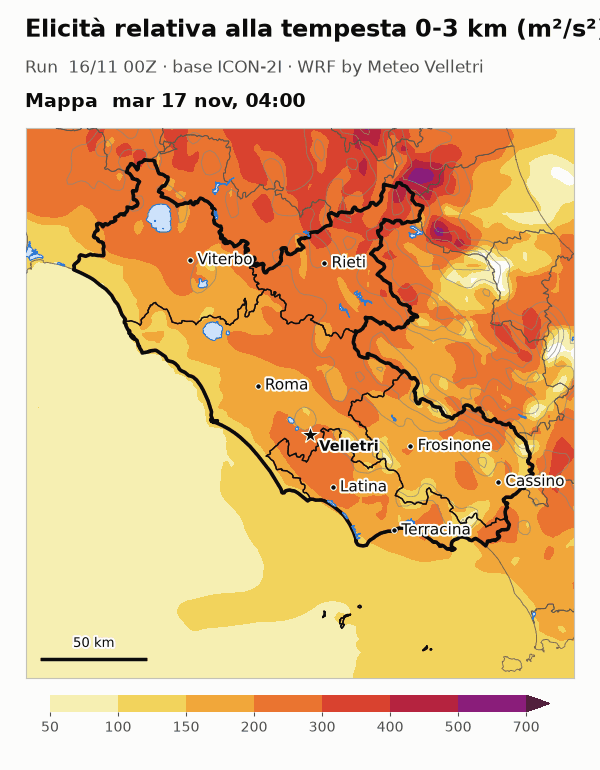 Elicità relativa alla tempesta 0-3 km (m²/s²)
Run 16/11 00Z · base ICON-2I · WRF by Meteo Velletri
Mappa mar 17 nov, 04:00
Viterbo
Rieti
Roma
Velletri
Frosinone
Cassino
Latina
Terracina
50 km
50 100 150 200 300 400 500 700